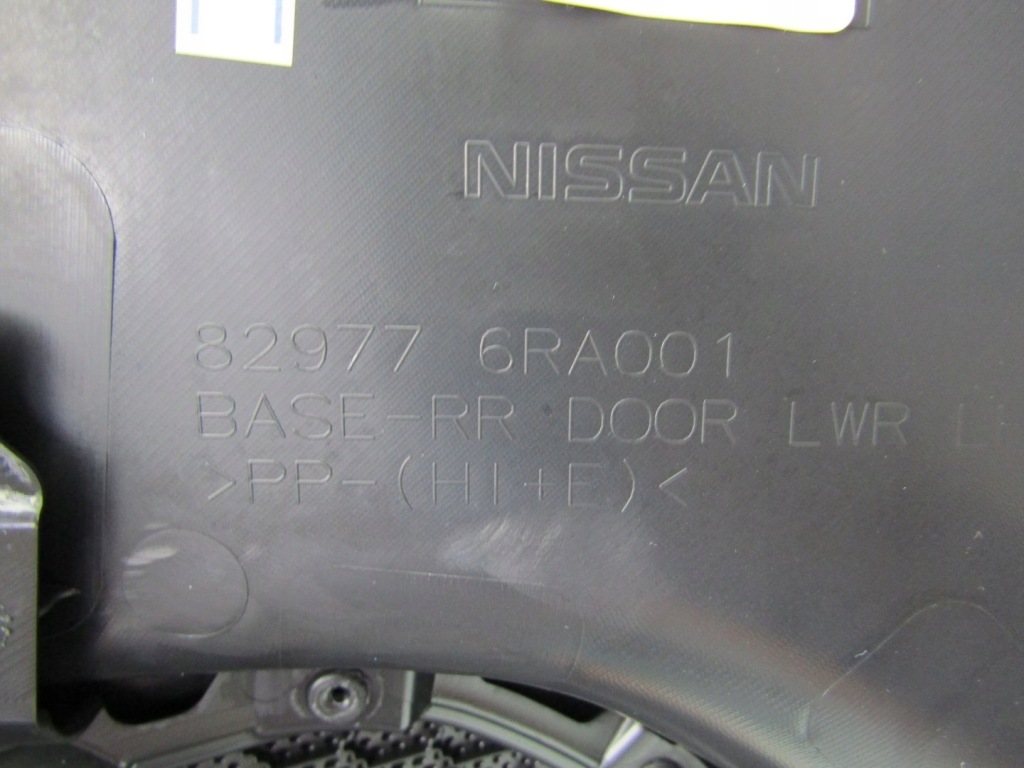 NISSAN
82977 6RA001
BASE-RR DOOR LWR
>PP-(HI+E)<